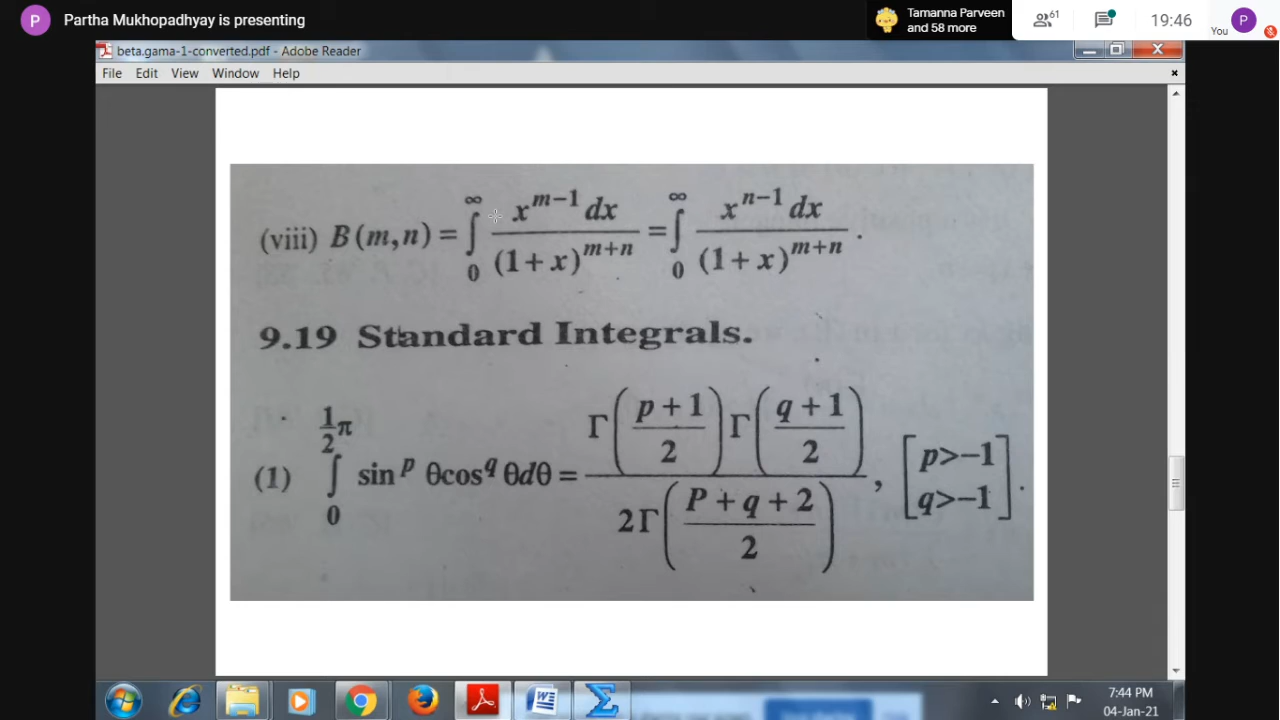 P Partha Mukhopadhyay is presenting
Tamanna Parveen
and 58 more
61
19:46
You
P
beta.gama-1-converted.pdf - Adobe Reader
File Edit View Window Help
(viii) B(m,n) = ∫₀^∞ x^(m−1) dx / (1+x)^(m+n) = ∫₀^∞ x^(n−1) dx / (1+x)^(m+n) .
9.19 Standard Integrals.
(1) ∫₀^(½π) sin^p θcos^q θdθ = Γ((p+1)/2) Γ((q+1)/2) / 2Γ((P+q+2)/2) , [p>−1 q>−1].
7:44 PM
04-Jan-21